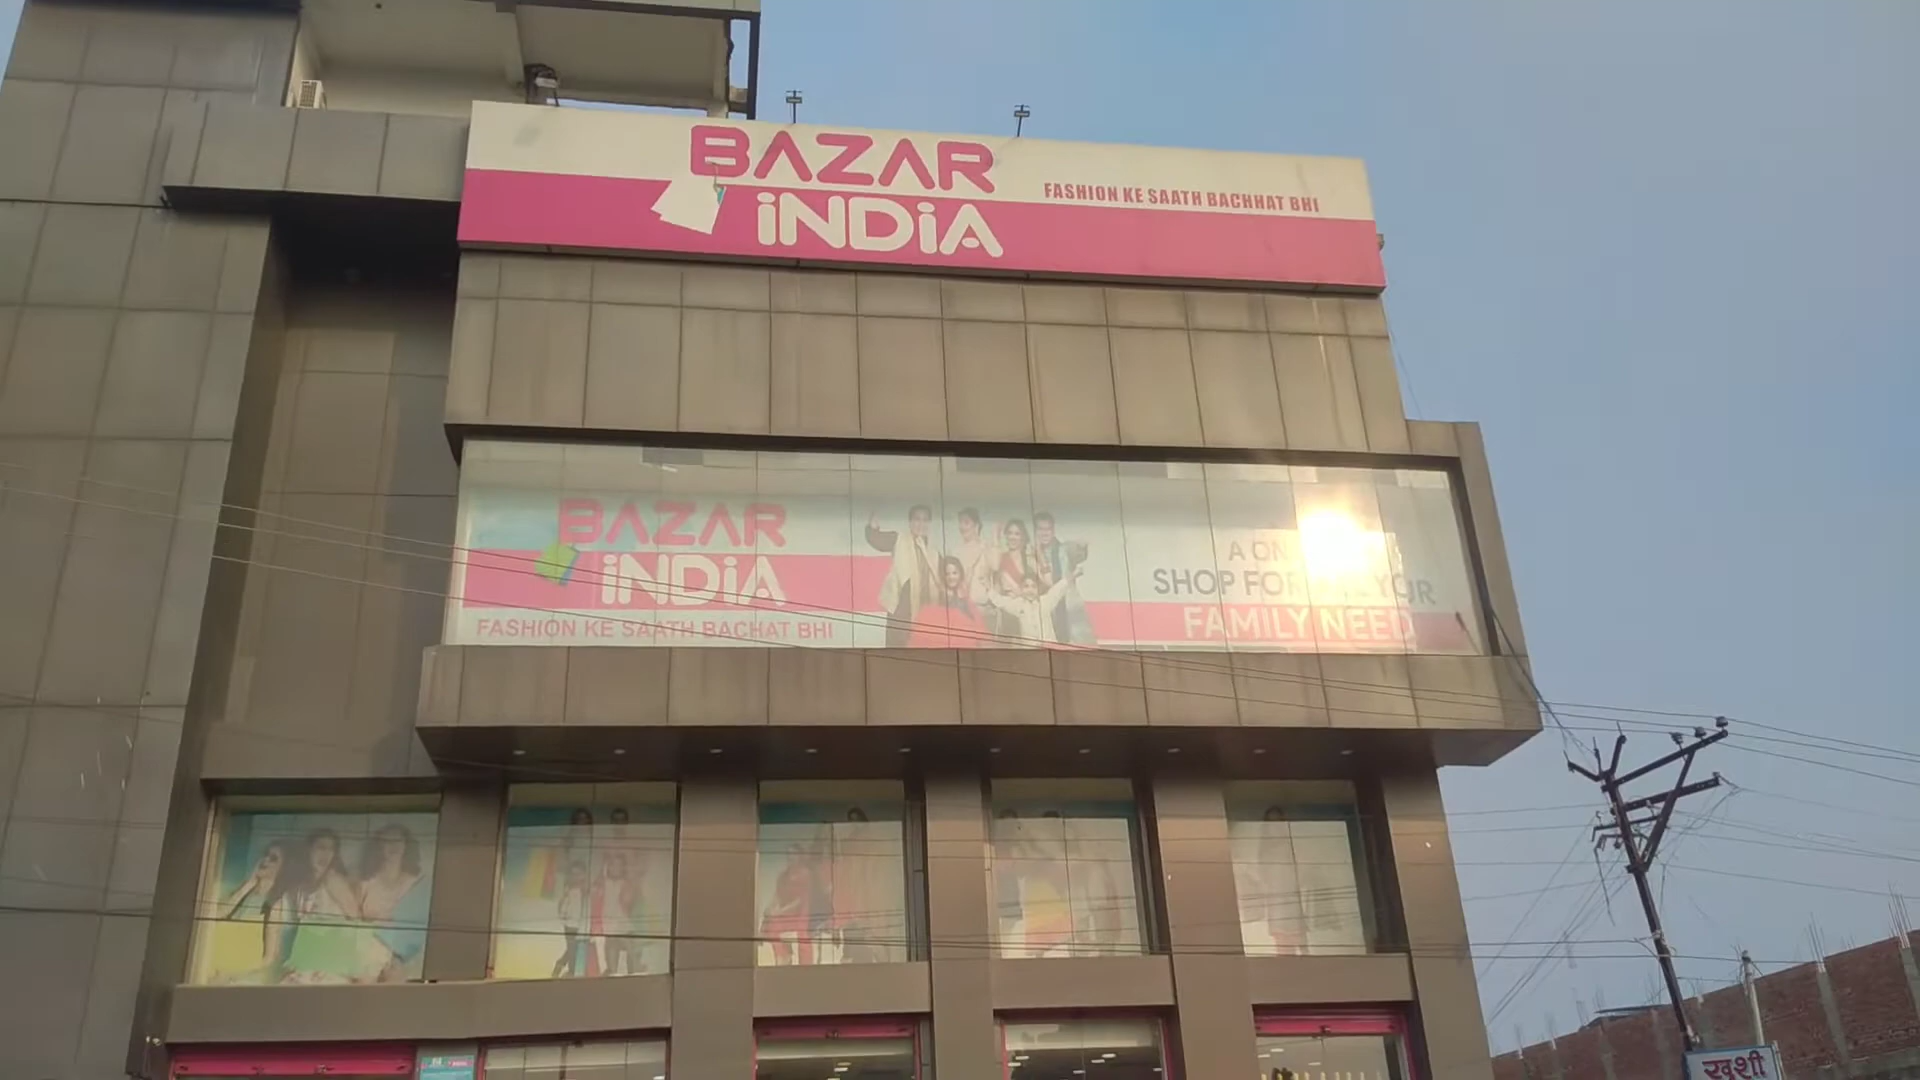 BAZAR
iNDiA
FASHION KE SAATH BACHHAT BHI
BAZAR
iNDiA
FASHION KE SAATH BACHAT BHI
A
SHOP FOR
FAMILY NEED
खुशी